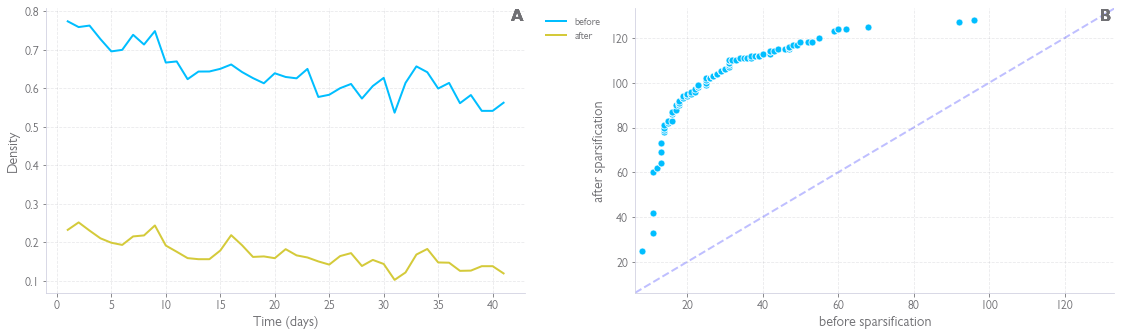 A
before
after
0.8
0.7
0.6
0.5
0.4
0.3
0.2
0.1
Density
0 5 10 15 20 25 30 35 40
Time (days)
B
120
100
80
60
40
20
after sparsification
20 40 60 80 100 120
before sparsification